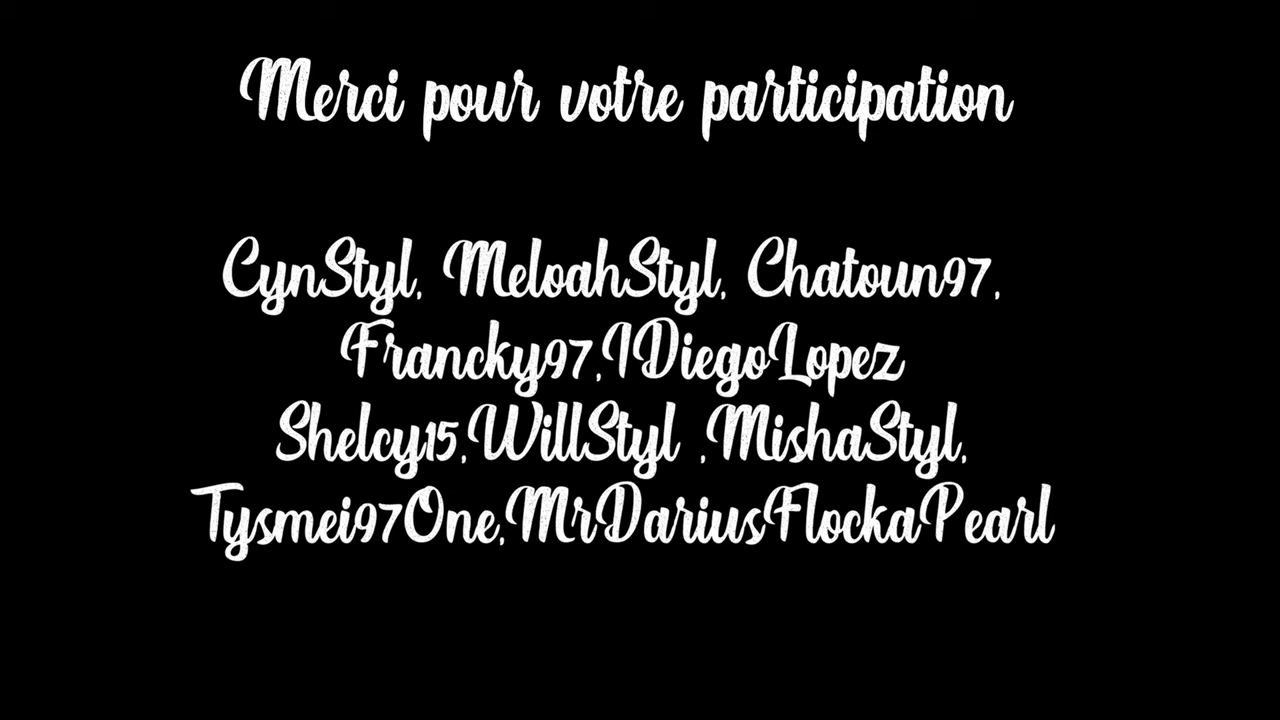 Merci pour votre participation
CynStyl, MeloahStyl, Chatoun97,
Francky97,IDiegoLopez
Shelcy15,WillStyl ,MishaStyl,
Tysmei97One,MrDariusFlockaPearl